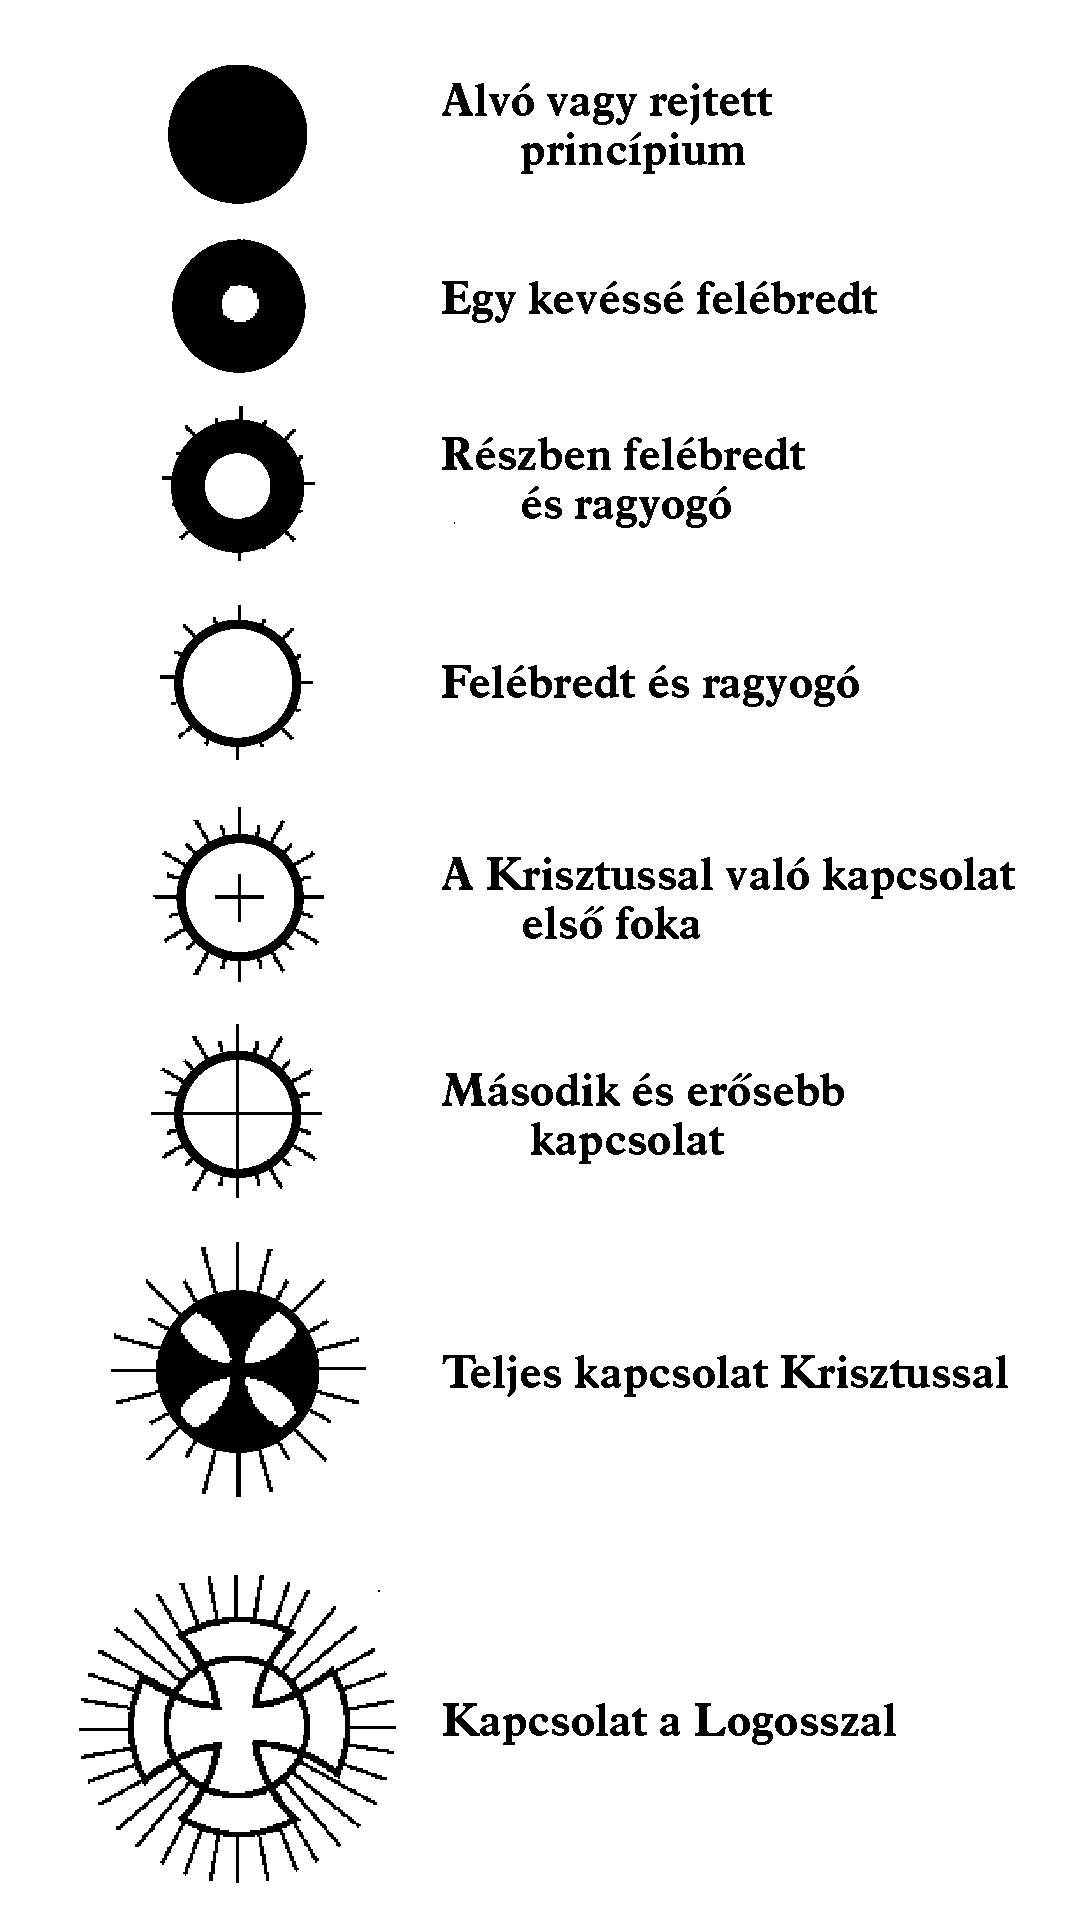 Alvó vagy rejtett
princípium
Egy kevéssé felébredt
Részben felébredt
és ragyogó
Felébredt és ragyogó
A Krisztussal való kapcsolat
első foka
Második és erősebb
kapcsolat
Teljes kapcsolat Krisztussal
Kapcsolat a Logosszal